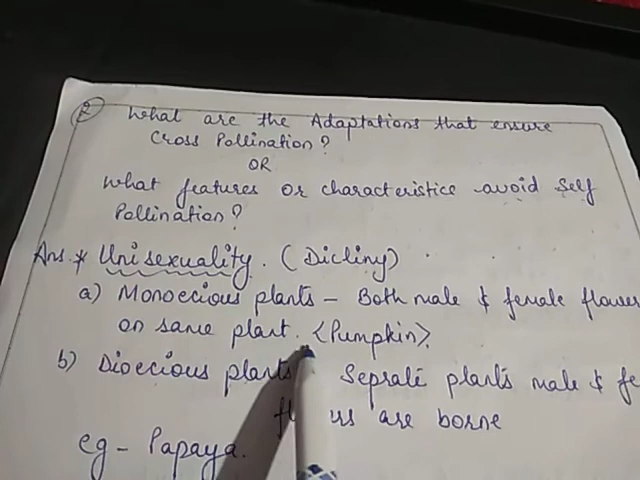 2 What are the Adaptations that ensure
Cross Pollination?
OR
What features or characteristics avoid Self
Pollination?
Ans. * Unisexuality. (Dicliny)
a) Monoecious plants - Both male & female flowers
on same plant. <Pumpkin>
b) Dioecious plants Seprate plants male & fe
are borne
eg - Papaya.